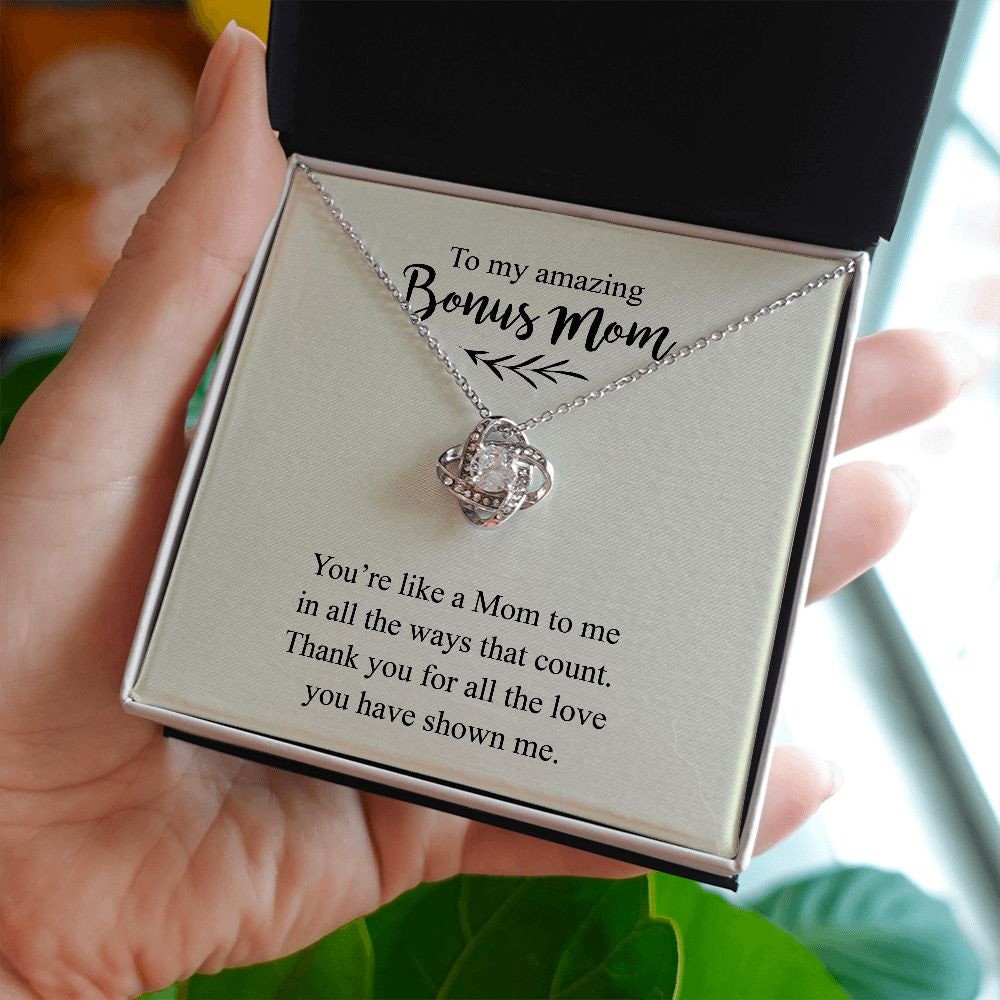 To my amazing
Bonus Mom
You’re like a Mom to me
in all the ways that count.
Thank you for all the love
you have shown me.